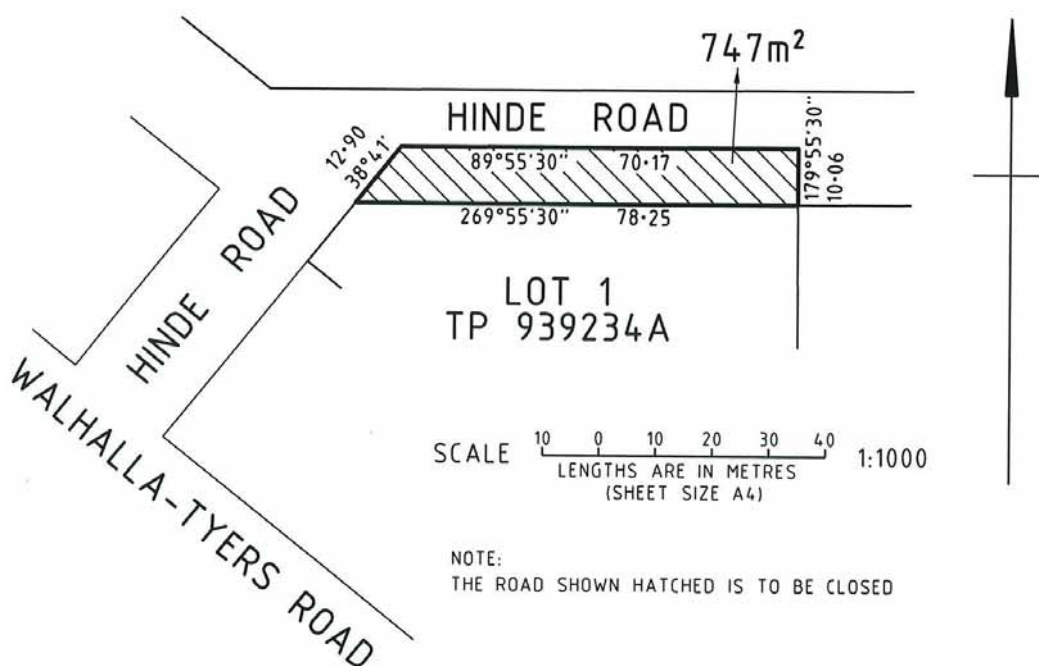 747m²
HINDE ROAD
12·90
38°41'
89°55'30" 70·17
179°55'30"
10·06
269°55'30" 78·25
HINDE ROAD
LOT 1
TP 939234A
WALHALLA-TYERS ROAD
SCALE 10 0 10 20 30 40 1:1000
LENGTHS ARE IN METRES
(SHEET SIZE A4)
NOTE:
THE ROAD SHOWN HATCHED IS TO BE CLOSED